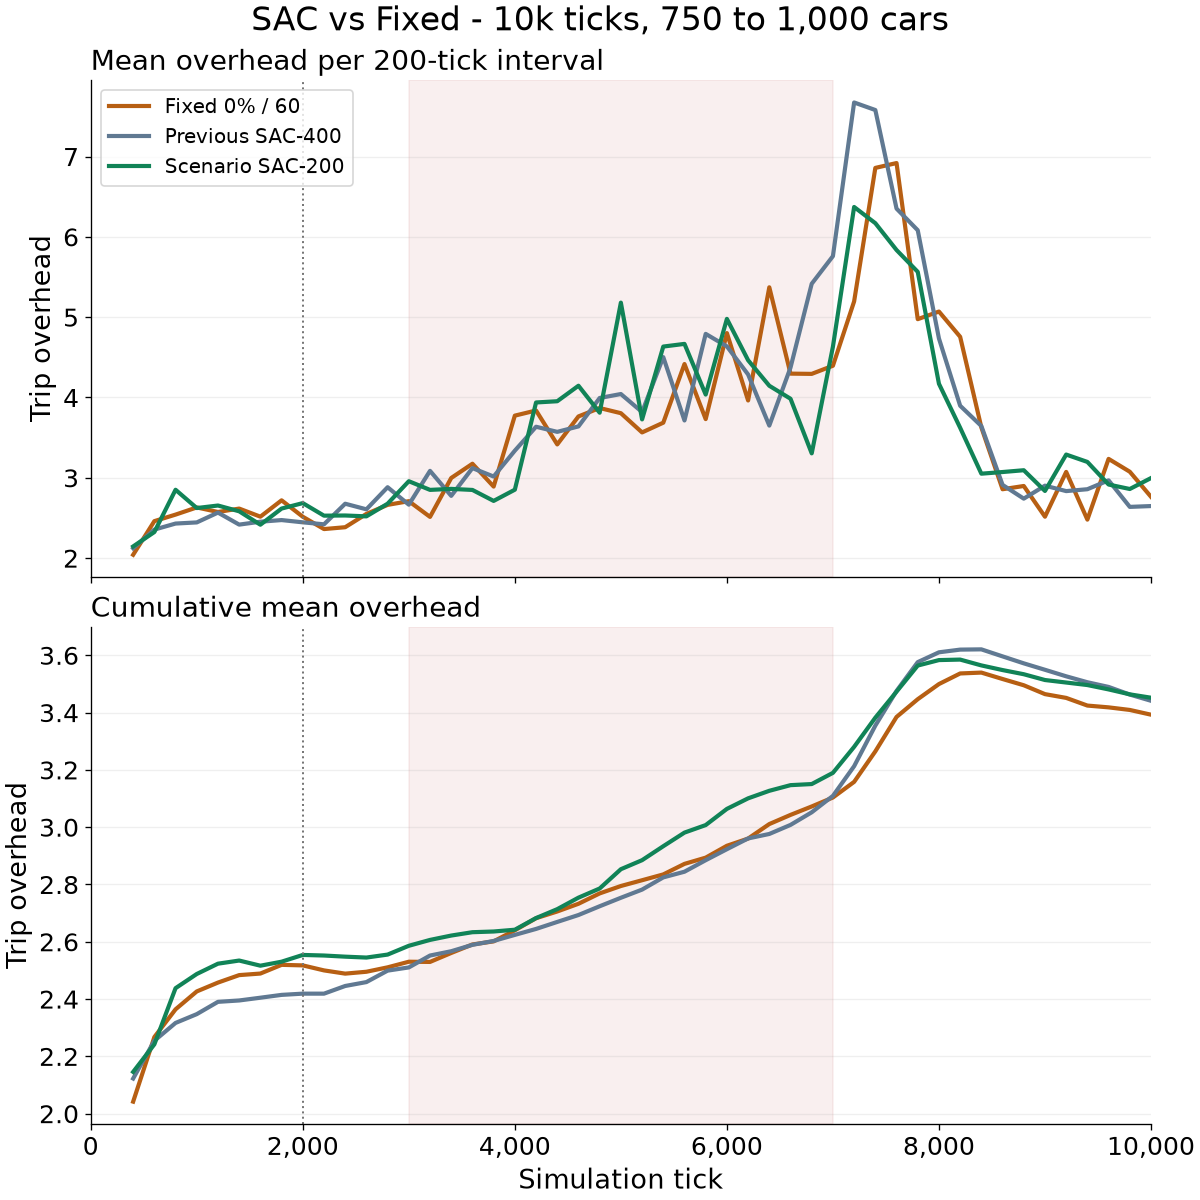 SAC vs Fixed - 10k ticks, 750 to 1,000 cars
Mean overhead per 200-tick interval
Fixed 0% / 60
Previous SAC-400
Scenario SAC-200
7
6
5
4
3
2
Trip overhead
Cumulative mean overhead
3.6
3.4
3.2
3.0
2.8
2.6
2.4
2.2
2.0
Trip overhead
0
2,000
4,000
6,000
8,000
10,000
Simulation tick